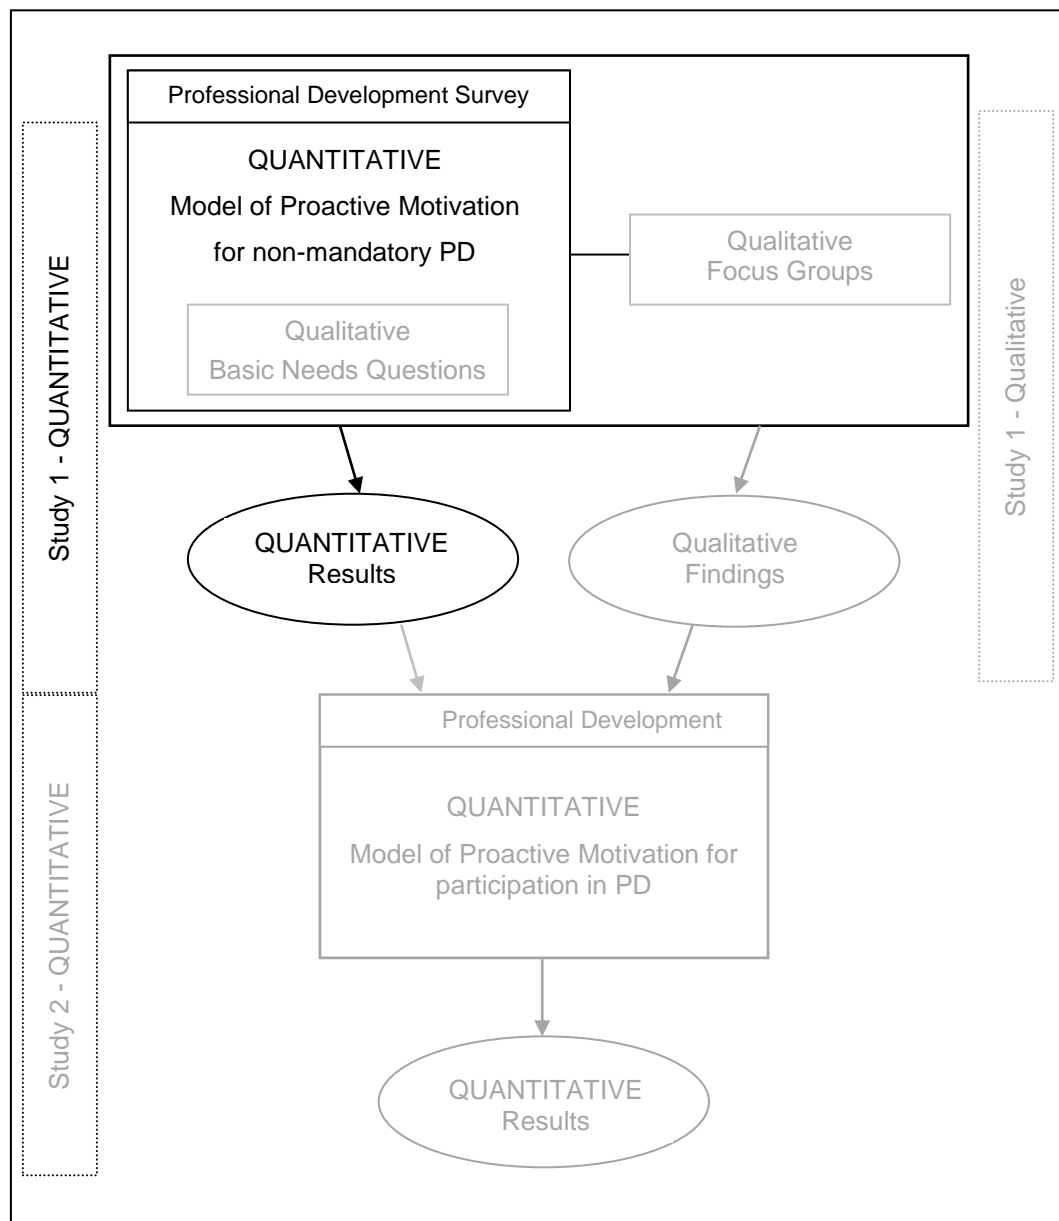 Professional Development Survey
QUANTITATIVE
Model of Proactive Motivation
for non-mandatory PD
Qualitative
Basic Needs Questions
Qualitative
Focus Groups
Study 1 - QUANTITATIVE
Study 1 - Qualitative
QUANTITATIVE
Results
Qualitative
Findings
Study 2 - QUANTITATIVE
Professional Development
QUANTITATIVE
Model of Proactive Motivation for
participation in PD
QUANTITATIVE
Results